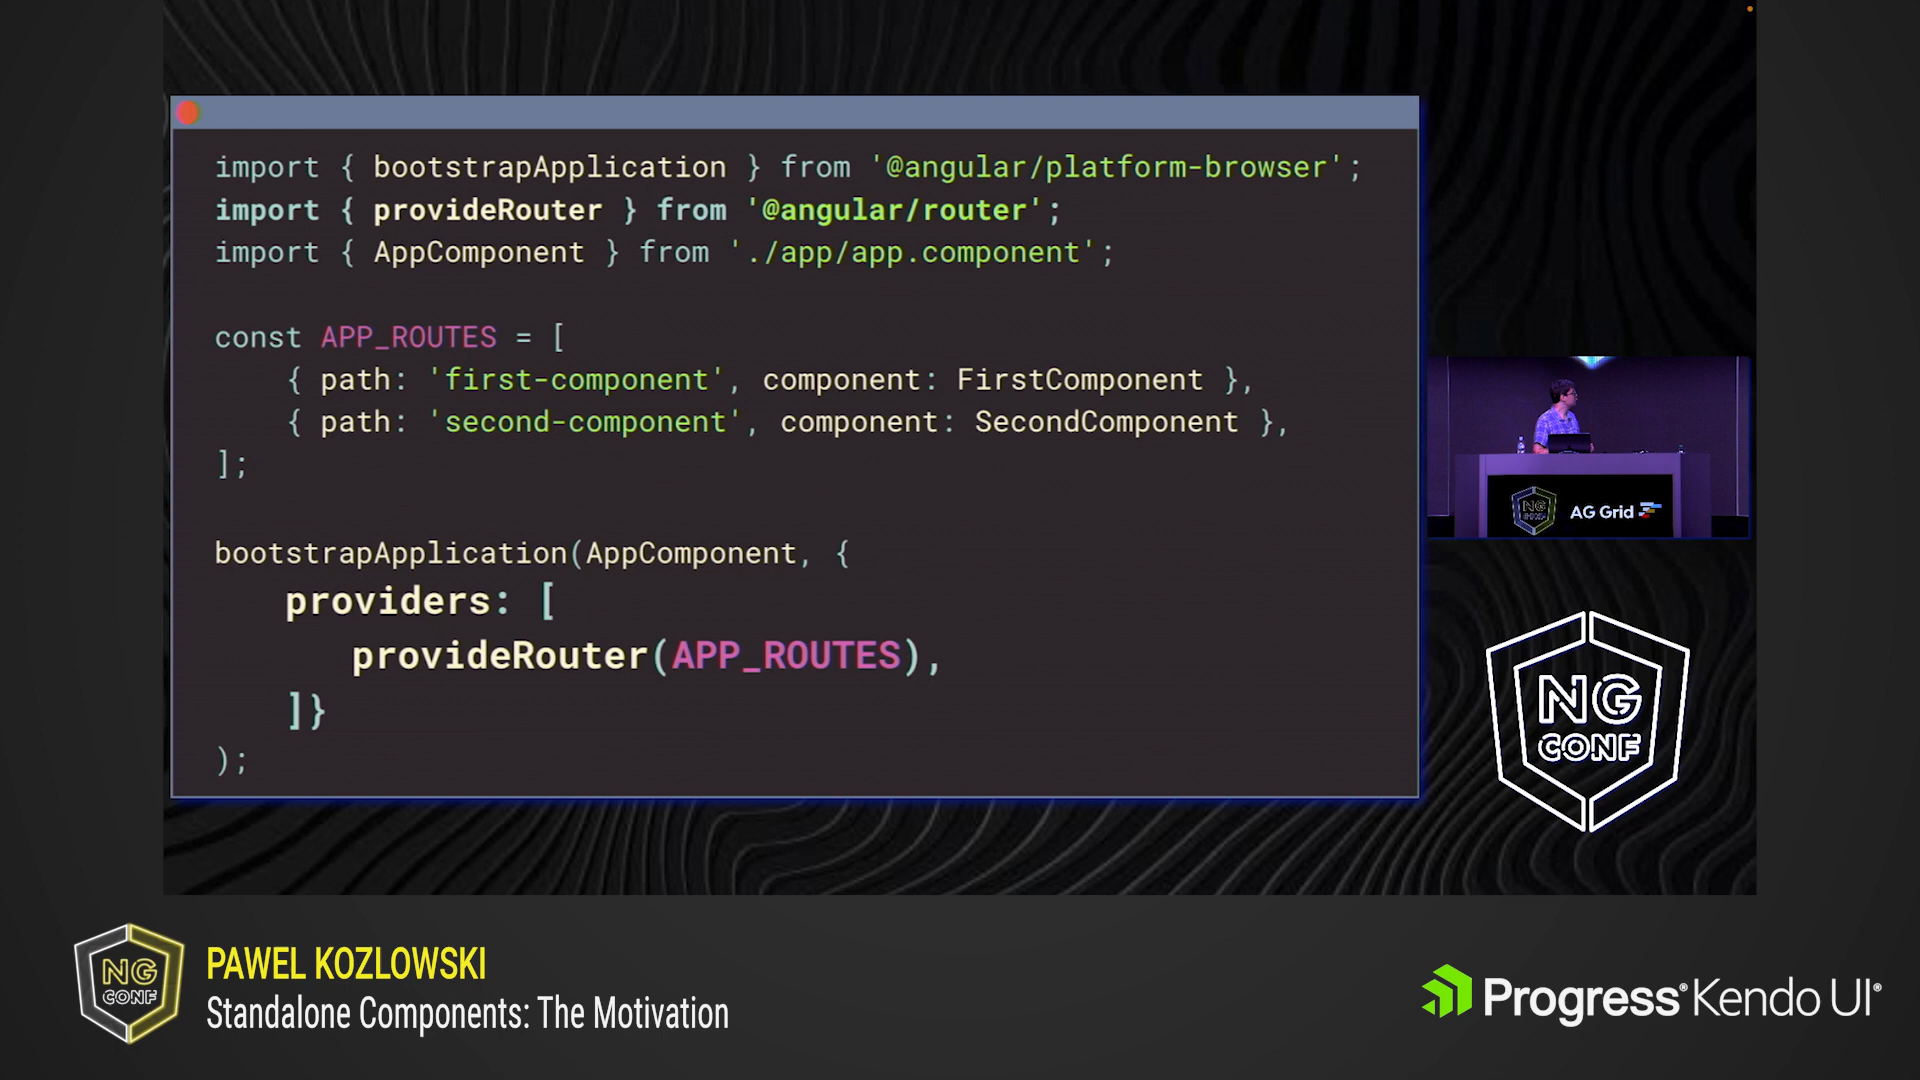 import { bootstrapApplication } from '@angular/platform-browser';
import { provideRouter } from '@angular/router';
import { AppComponent } from './app/app.component';
const APP_ROUTES = [
{ path: 'first-component', component: FirstComponent },
{ path: 'second-component', component: SecondComponent },
];
bootstrapApplication(AppComponent, {
providers: [
provideRouter(APP_ROUTES),
]}
);
NG
CONF
AG Grid
NG
CONF
NG
CONF
PAWEL KOZLOWSKI
Standalone Components: The Motivation
Progress® Kendo UI®